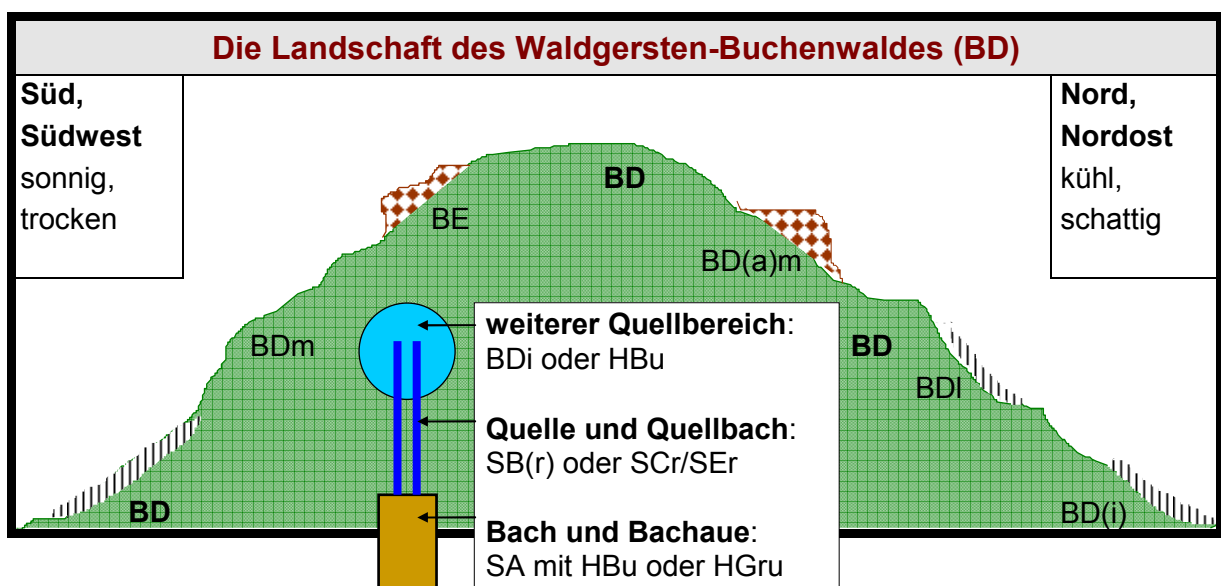 Die Landschaft des Waldgersten-Buchenwaldes (BD)
Süd,
Südwest
sonnig,
trocken
Nord,
Nordost
kühl,
schattig
BD
BE
BD(a)m
BDm
BD
BDl
BD
BD(i)
weiterer Quellbereich:
BDi oder HBu
Quelle und Quellbach:
SB(r) oder SCr/SEr
Bach und Bachaue:
SA mit HBu oder HGru